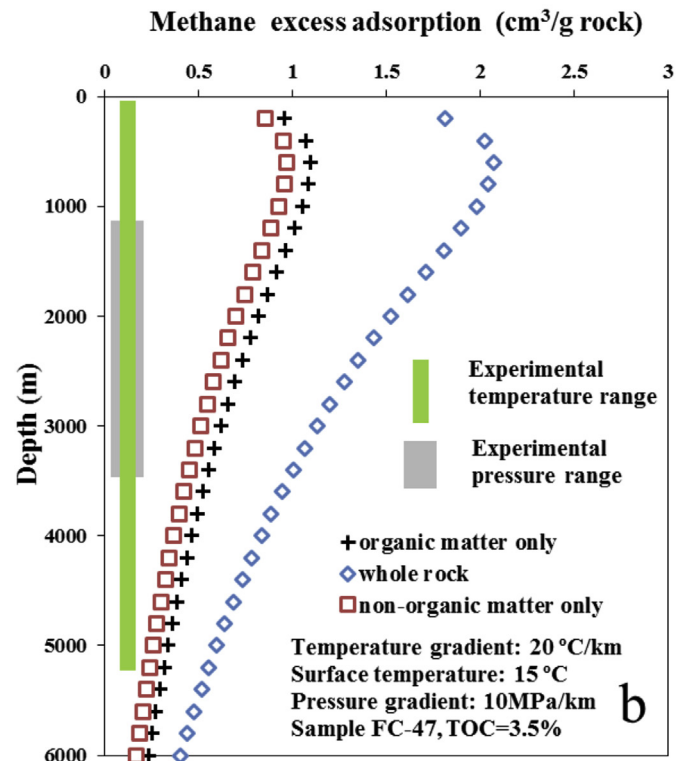 Methane excess adsorption (cm³/g rock)
0 0.5 1 1.5 2 2.5 3
0
1000
2000
3000
4000
5000
6000
Depth (m)
Experimental
temperature range
Experimental
pressure range
organic matter only
whole rock
non-organic matter only
Temperature gradient: 20 ºC/km
Surface temperature: 15 ºC
Pressure gradient: 10MPa/km
Sample FC-47, TOC=3.5%
b